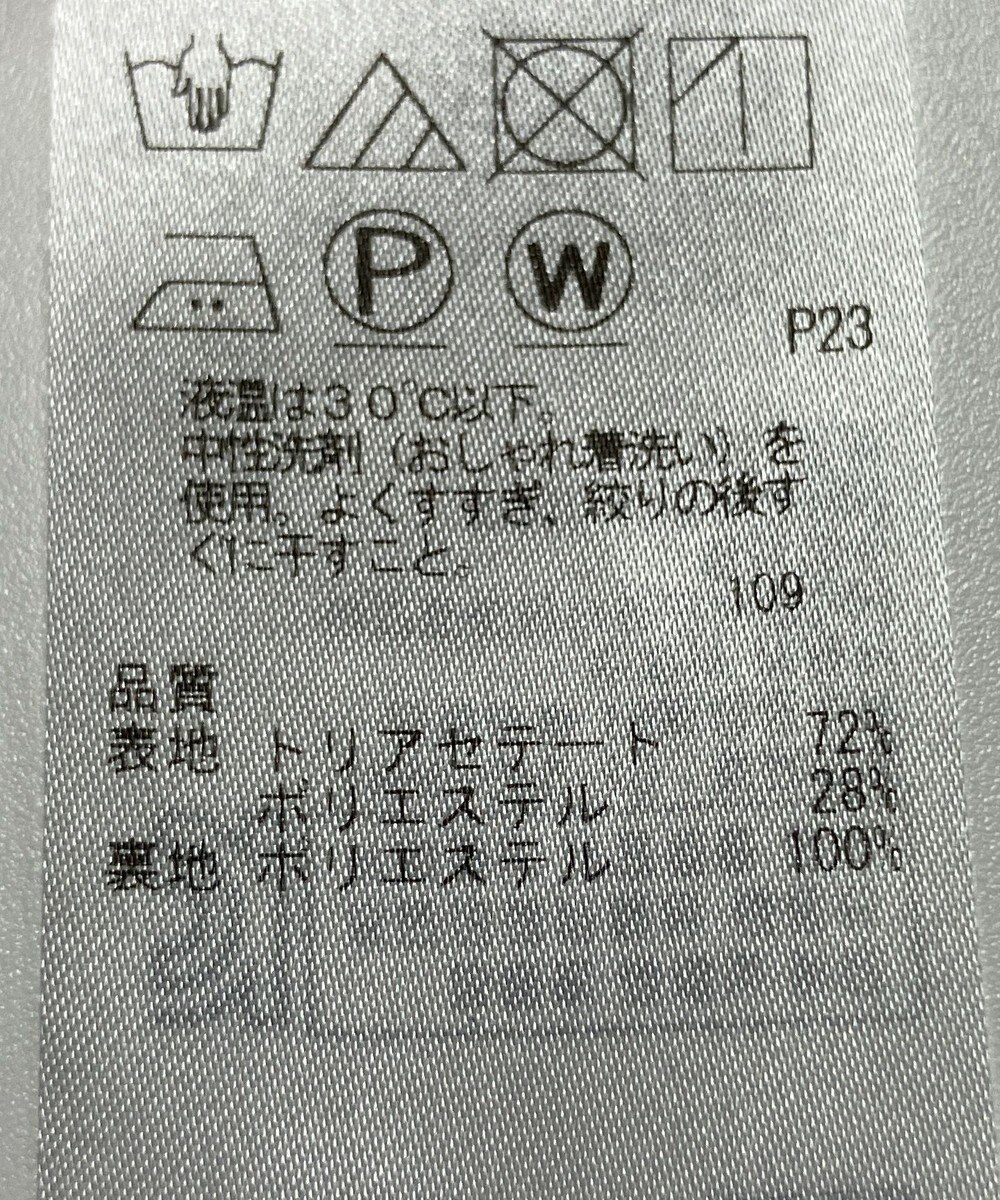 P
W
P23
液温は30℃以下。
中性洗剤（おしゃれ着洗い）を
使用。よくすすぎ、絞りの後す
ぐに干すこと。
109
品質
表地 トリアセテート 72%
ポリエステル 28%
裏地 ポリエステル 100%